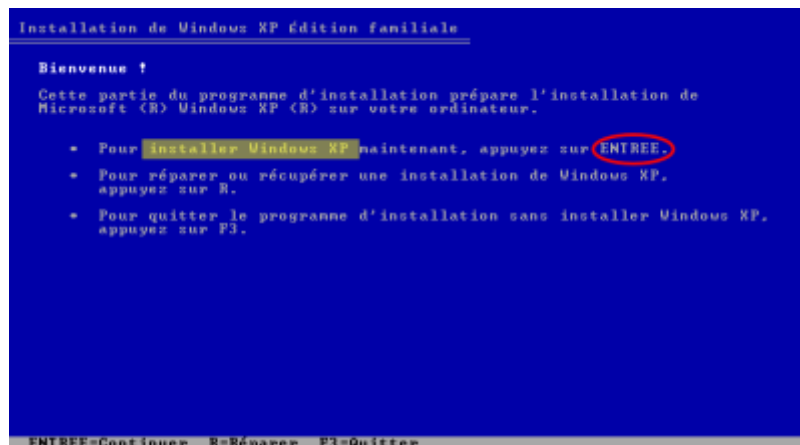 Installation de Windows XP Édition familiale
Bienvenue !
Cette partie du programme d'installation prépare l'installation de
Microsoft (R) Windows XP (R) sur votre ordinateur.
• Pour installer Windows XP maintenant, appuyez sur ENTREE.
• Pour réparer ou récupérer une installation de Windows XP,
appuyez sur R.
• Pour quitter le programme d'installation sans installer Windows XP,
appuyez sur F3.
ENTREE=Continuer R=Réparer F3=Quitter